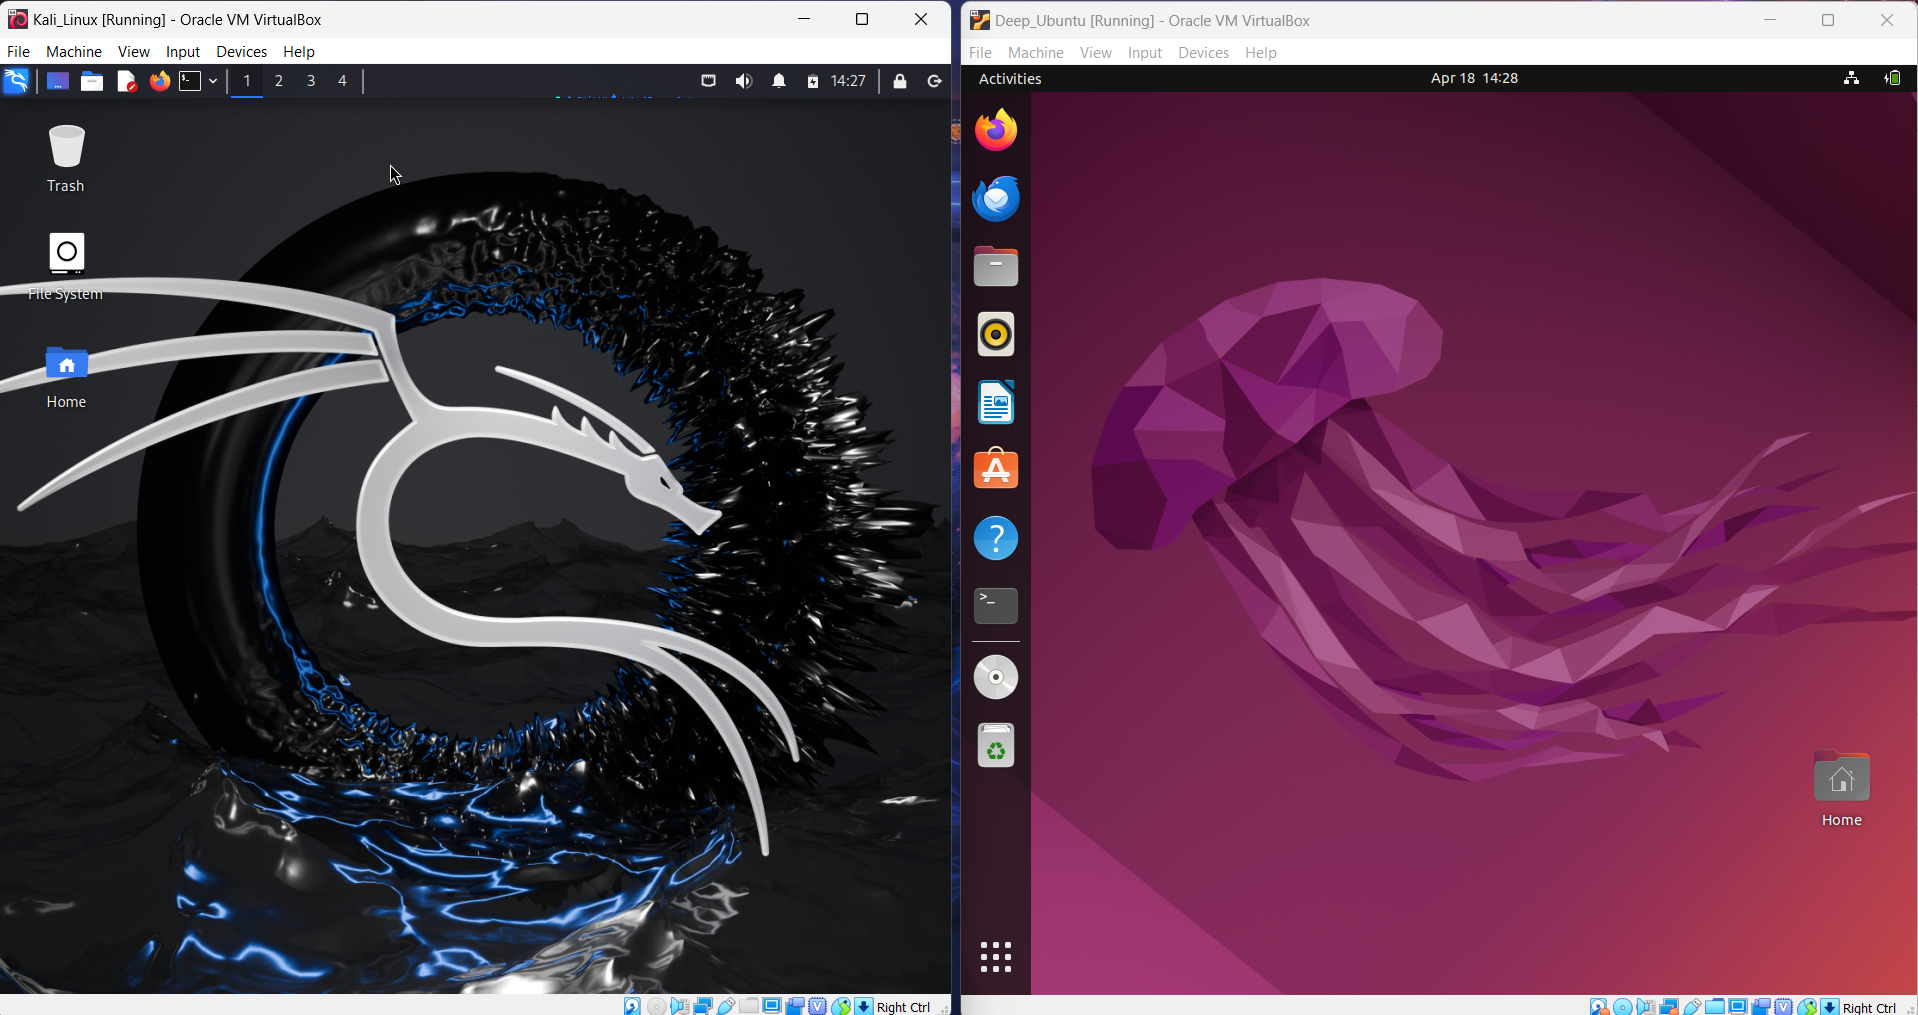 Kali_Linux [Running] - Oracle VM VirtualBox
File Machine View Input Devices Help
1 2 3 4 14:27
Trash
File System
Home
Right Ctrl
Deep_Ubuntu [Running] - Oracle VM VirtualBox
File Machine View Input Devices Help
Activities Apr 18 14:28
Home
Right Ctrl